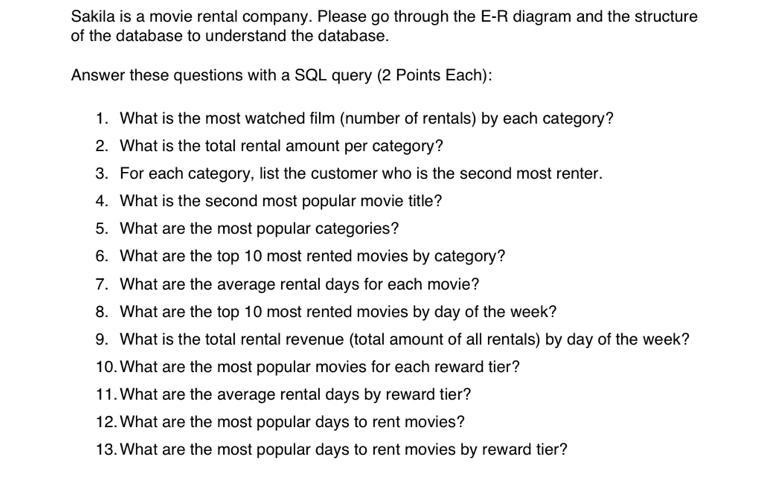 Sakila is a movie rental company. Please go through the E-R diagram and the structure
of the database to understand the database.
Answer these questions with a SQL query (2 Points Each):
1. What is the most watched film (number of rentals) by each category?
2. What is the total rental amount per category?
3. For each category, list the customer who is the second most renter.
4. What is the second most popular movie title?
5. What are the most popular categories?
6. What are the top 10 most rented movies by category?
7. What are the average rental days for each movie?
8. What are the top 10 most rented movies by day of the week?
9. What is the total rental revenue (total amount of all rentals) by day of the week?
10. What are the most popular movies for each reward tier?
11. What are the average rental days by reward tier?
12. What are the most popular days to rent movies?
13. What are the most popular days to rent movies by reward tier?